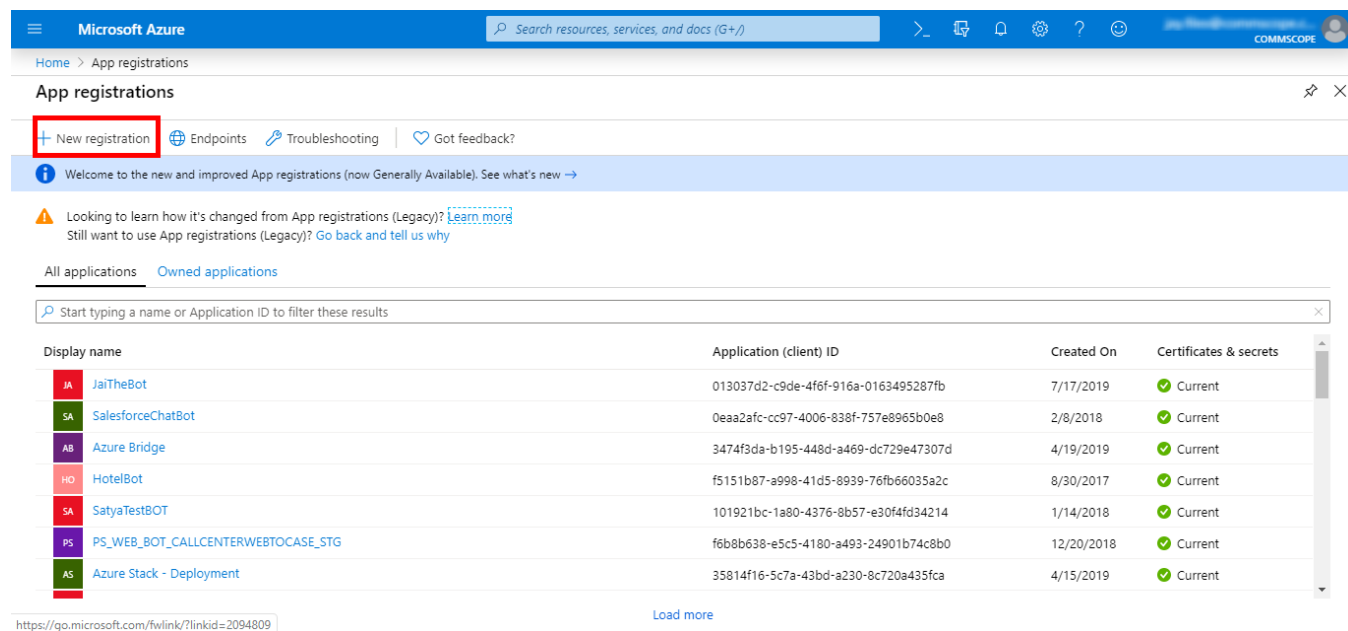 Microsoft Azure
Search resources, services, and docs (G+/)
COMMSCOPE
Home > App registrations
App registrations
New registration
Endpoints
Troubleshooting
Got feedback?
Welcome to the new and improved App registrations (now Generally Available). See what's new →
Looking to learn how it's changed from App registrations (Legacy)? Learn more
Still want to use App registrations (Legacy)? Go back and tell us why
All applications Owned applications
Start typing a name or Application ID to filter these results
Display name Application (client) ID Created On Certificates & secrets
JA JaiTheBot 013037d2-c9de-4f6f-916a-0163495287fb 7/17/2019 Current
SA SalesforceChatBot 0eaa2afc-cc97-4006-838f-757e8965b0e8 2/8/2018 Current
AB Azure Bridge 3474f3da-b195-448d-a469-dc729e47307d 4/19/2019 Current
HO HotelBot f5151b87-a998-41d5-8939-76fb66035a2c 8/30/2017 Current
SA SatyaTestBOT 101921bc-1a80-4376-8b57-e30f4fd34214 1/14/2018 Current
PS PS_WEB_BOT_CALLCENTERWEBTOCASE_STG f6b8b638-e5c5-4180-a493-24901b74c8b0 12/20/2018 Current
AS Azure Stack - Deployment 35814f16-5c7a-43bd-a230-8c720a435fca 4/15/2019 Current
Load more
https://go.microsoft.com/fwlink/?linkid=2094809